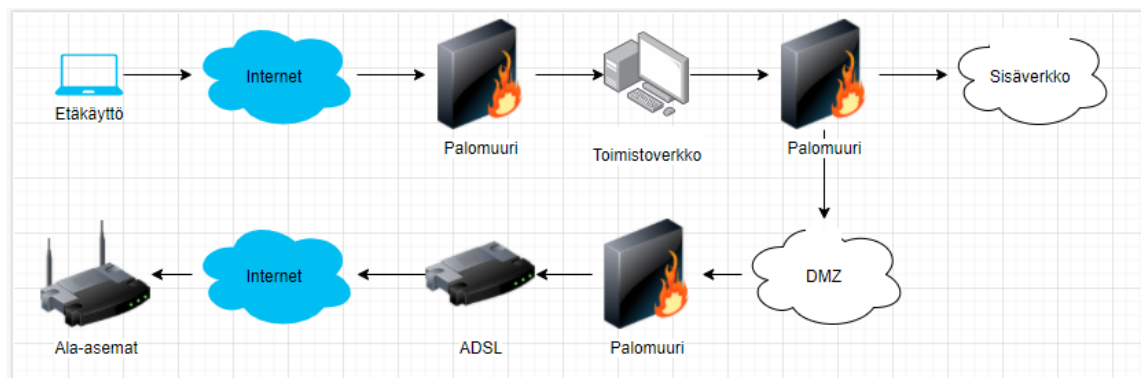 Etäkäyttö
Internet
Palomuuri
Toimistoverkko
Palomuuri
Sisäverkko
Ala-asemat
Internet
ADSL
Palomuuri
DMZ